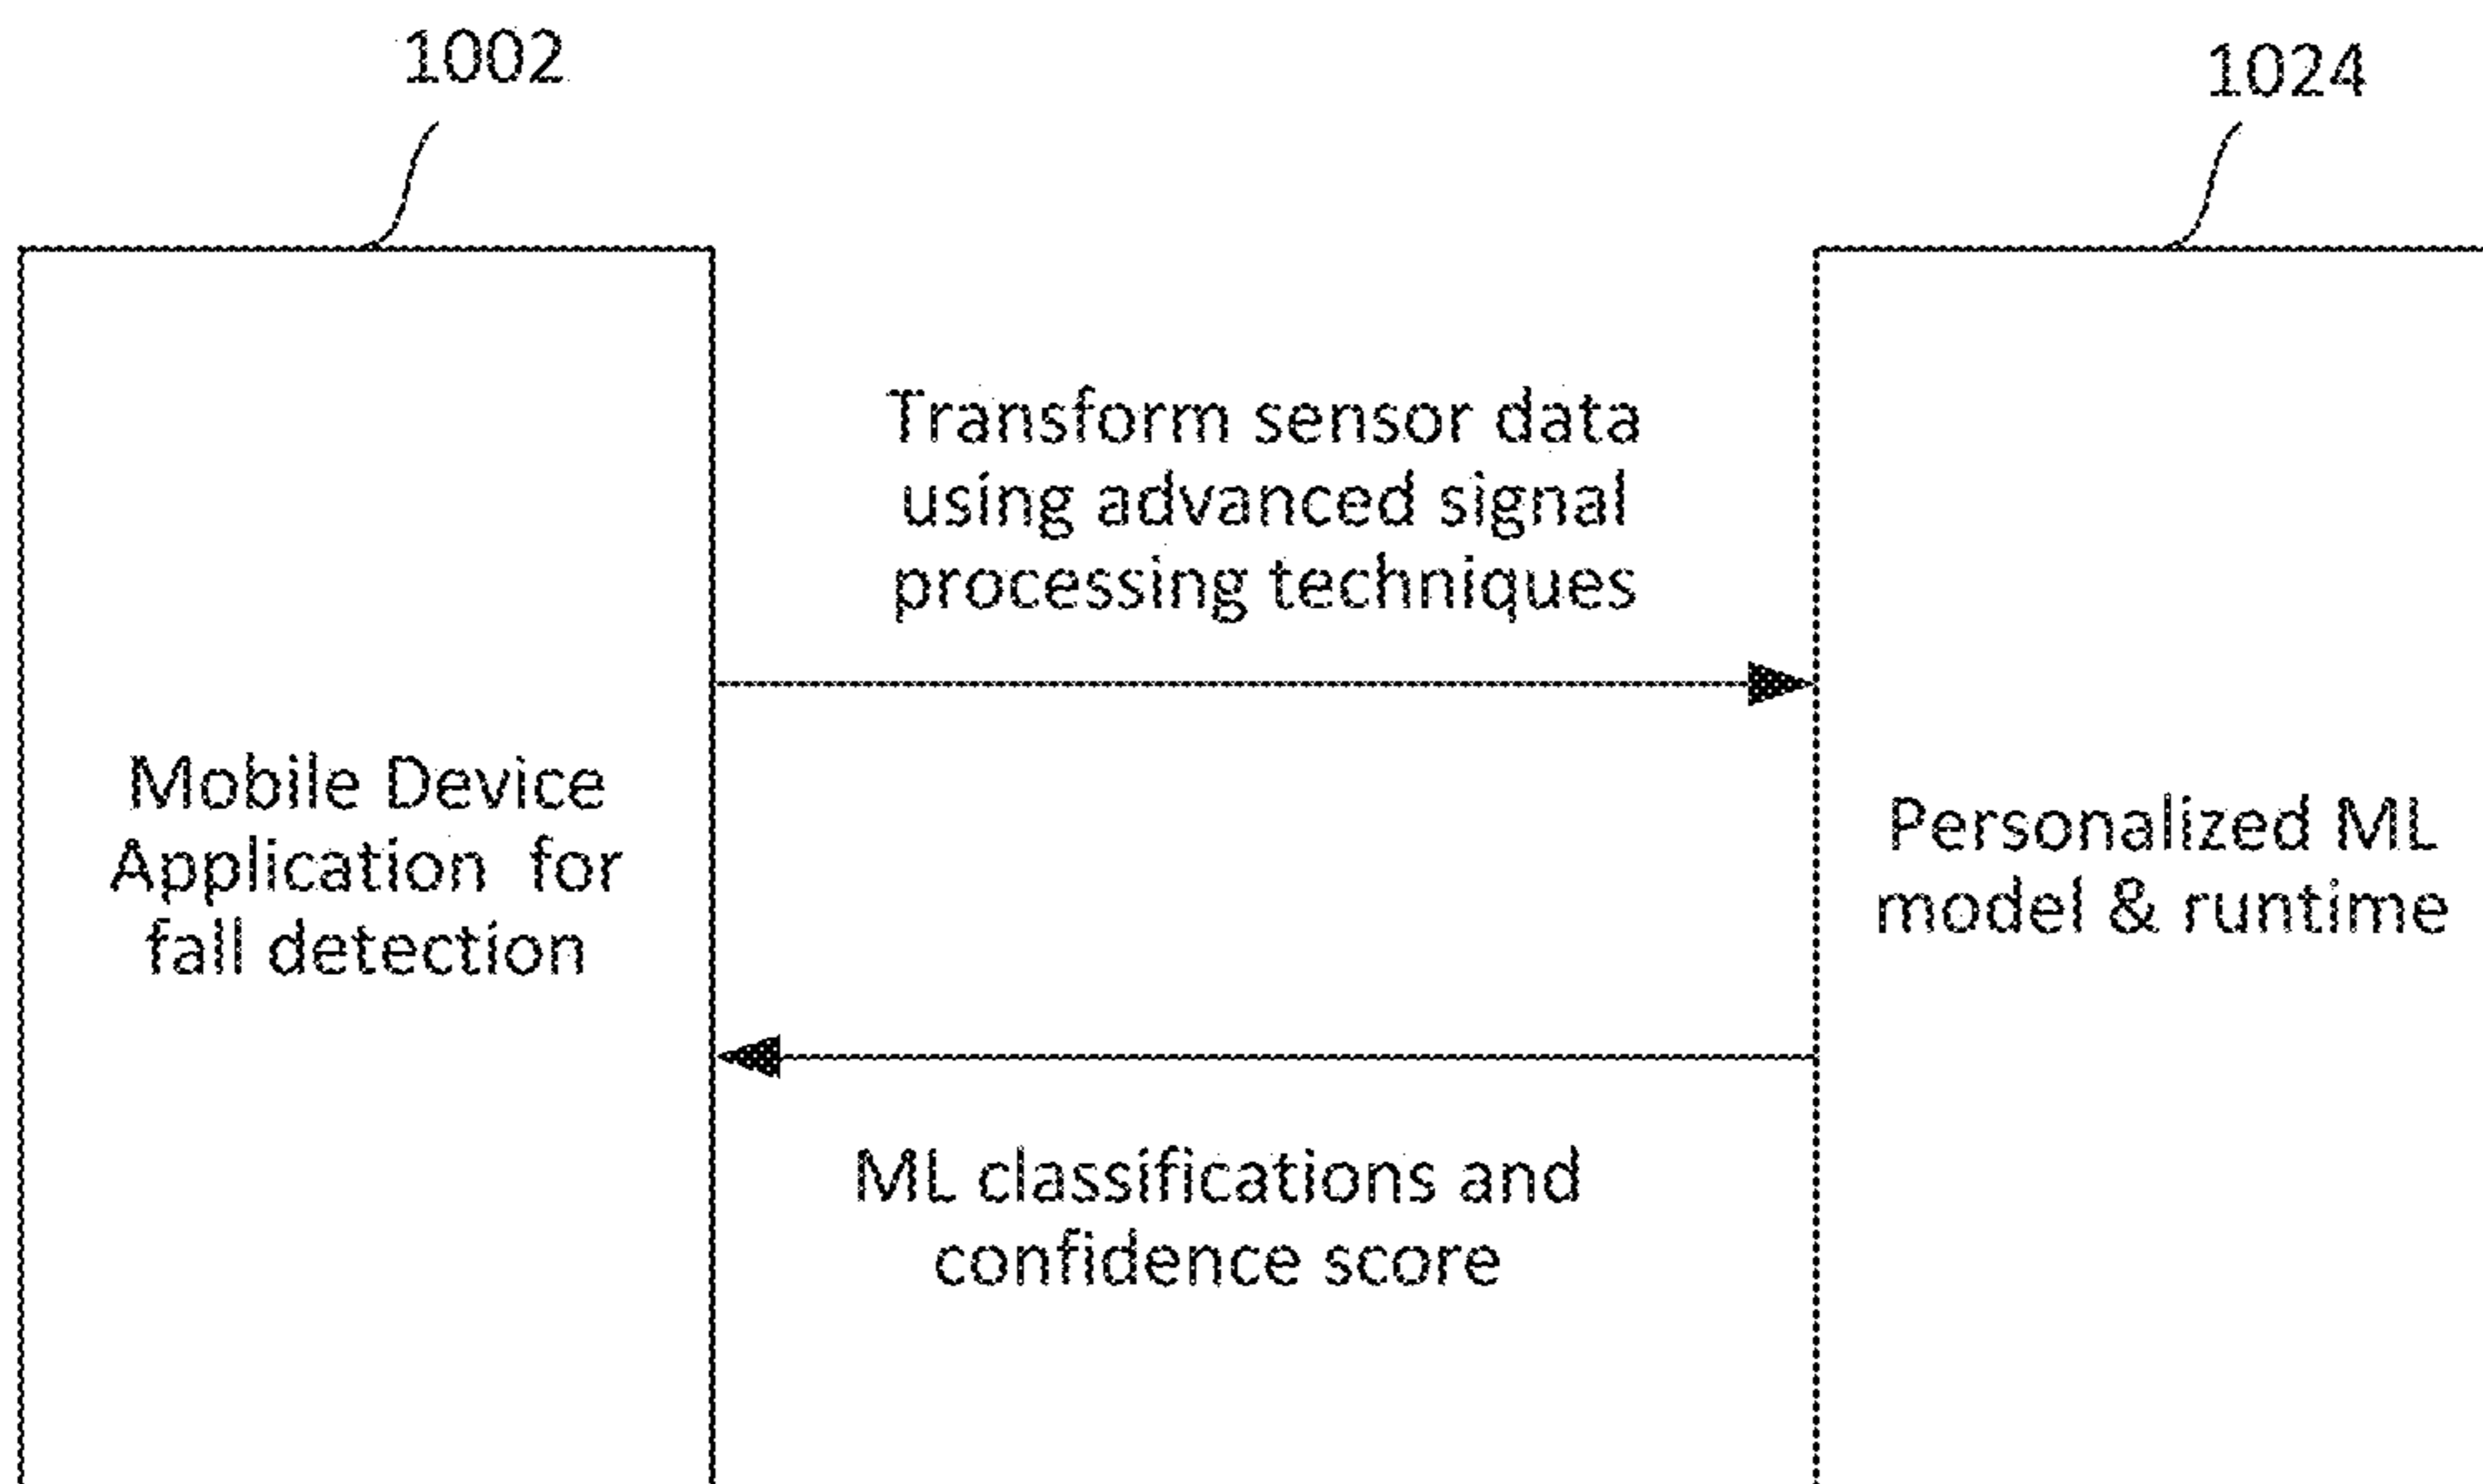 1002
1024
Transform sensor data
using advanced signal
processing techniques
Mobile Device
Application for
fall detection
Personalized ML
model & runtime
ML classifications and
confidence score